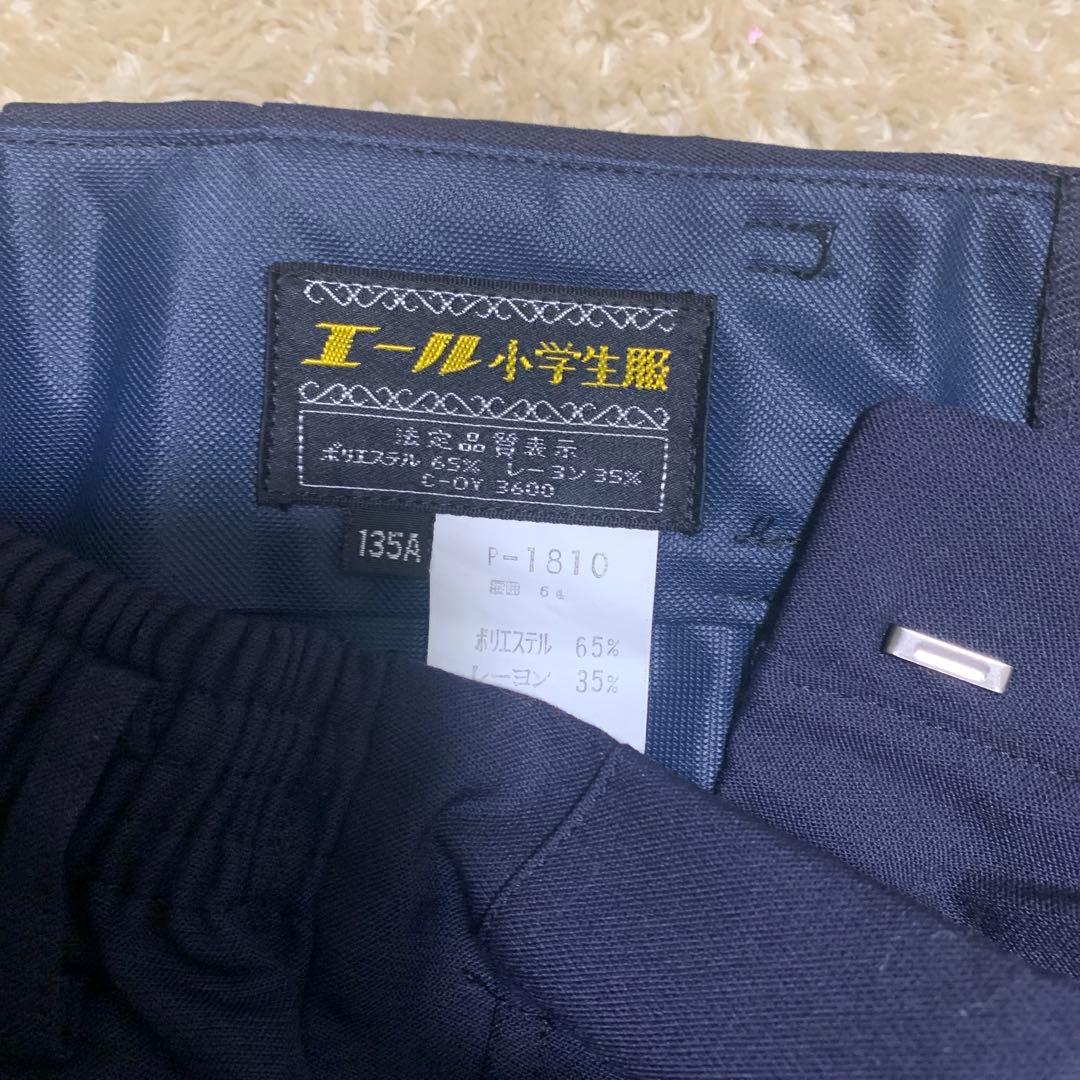 エール小学生服
法定品質表示
ポリエステル 65% レーヨン 35%
C-OY 3600
135A
P-1810
6d
ポリエステル 65%
レーヨン 35%